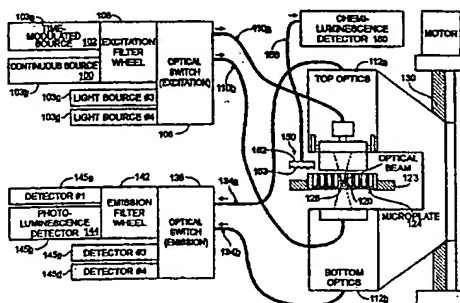 103a
TIME-
MODULATED
SOURCE 102
CONTINUOUS
SOURCE 100
103b
106
EXCITATION
FILTER
WHEEL
103c LIGHT SOURCE #3
103d LIGHT SOURCE #4
OPTICAL
SWITCH
(EXCITATION)
108
110a
110b
160
CHEMI-
LUMINESCENCE
DETECTOR
112a
TOP OPTICS
MOTOR
130
150
OPTICAL
BEAM
123
126
120
MICROPLATE
124
145a
DETECTOR #1
PHOTO-
LUMINESCENCE
DETECTOR 144
145b
142
EMISSION
FILTER
WHEEL
145c DETECTOR #3
145d DETECTOR #4
138
OPTICAL
SWITCH
(EMISSION)
134a
134b
BOTTOM
OPTICS
112b